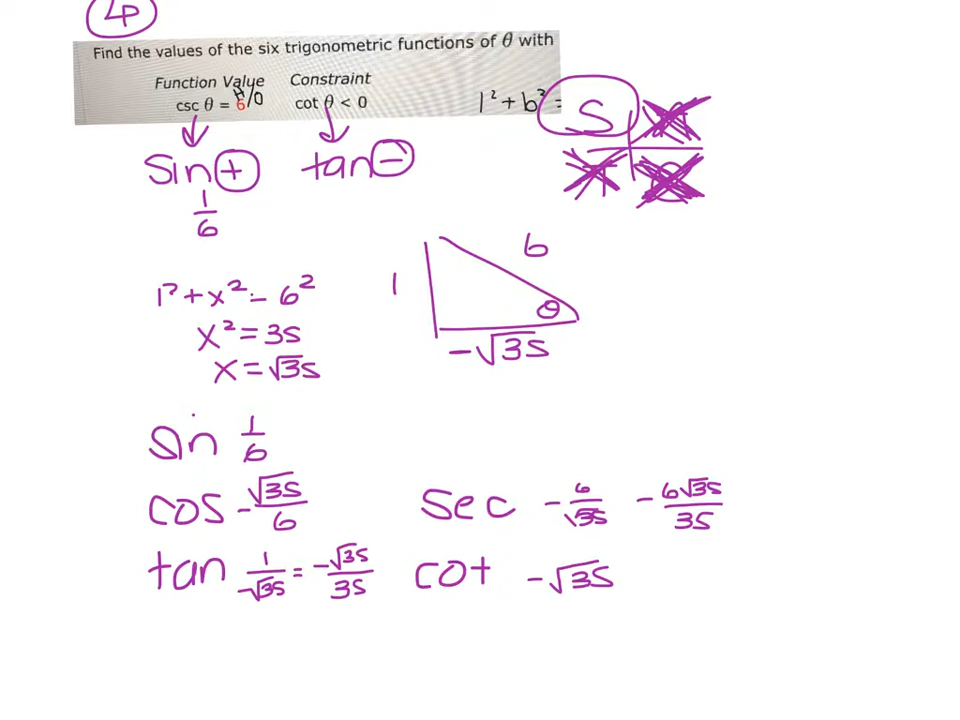 4P
Find the values of the six trigonometric functions of θ with
Function Value Constraint
csc θ = 6 H/O cot θ < 0
1² + b² =
S
sin + tan −
1/6
1² + x² = 6²
x² = 35
x = √35
6
1
θ
−√35
sin 1/6
cos −√35/6
sec −6/√35 −6√35/35
tan 1/−√35 = −√35/35
cot −√35